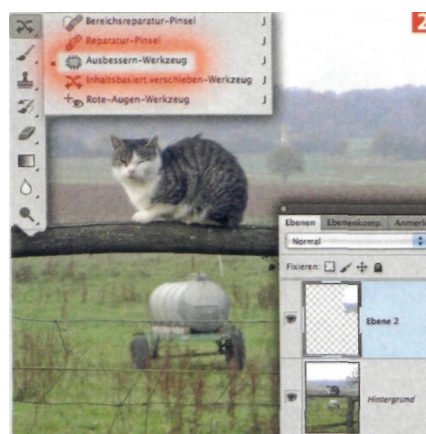 2
Bereichsreparatur-Pinsel J
Reparatur-Pinsel J
Ausbessern-Werkzeug J
Inhaltsbasiert verschieben-Werkzeug J
Rote-Augen-Werkzeug J
Ebenen Ebenenkomp. Anmerk
Normal
Fixieren:
Ebene 2
Hintergrund